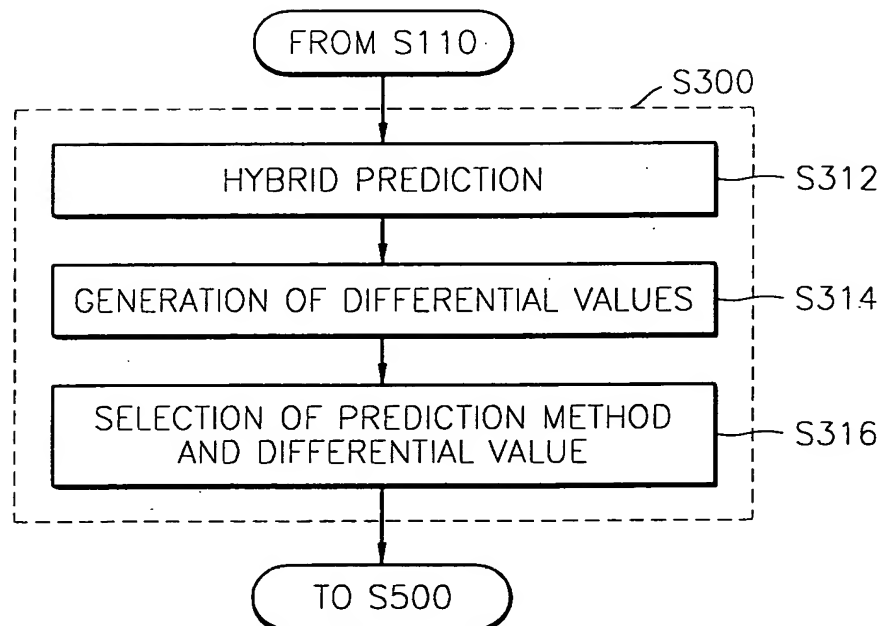 FROM S110
S300
HYBRID PREDICTION
S312
GENERATION OF DIFFERENTIAL VALUES
S314
SELECTION OF PREDICTION METHOD
AND DIFFERENTIAL VALUE
S316
TO S500